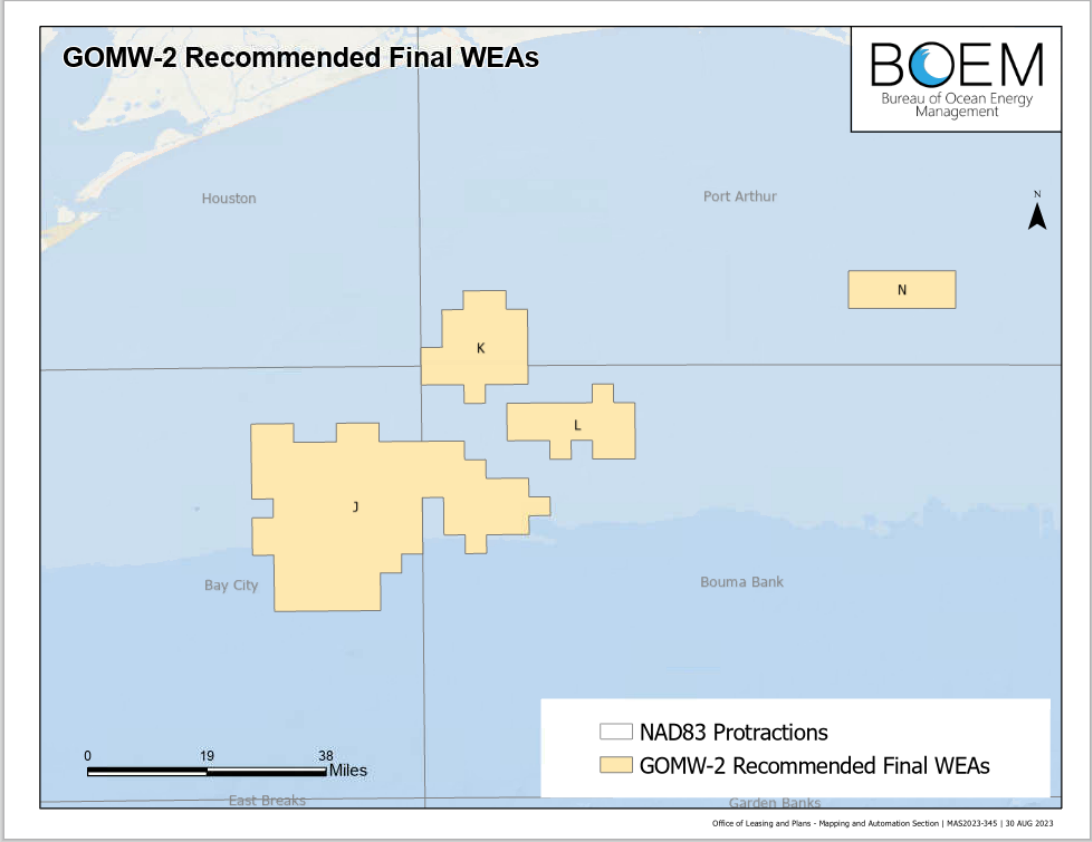 GOMW-2 Recommended Final WEAs
BOEM
Bureau of Ocean Energy
Management
N
Houston
Port Arthur
N
K
L
J
Bay City
Bouma Bank
NAD83 Protractions
GOMW-2 Recommended Final WEAs
0 19 38
Miles
East Breaks
Garden Banks
Office of Leasing and Plans - Mapping and Automation Section | MAS2023-345 | 30 AUG 2023